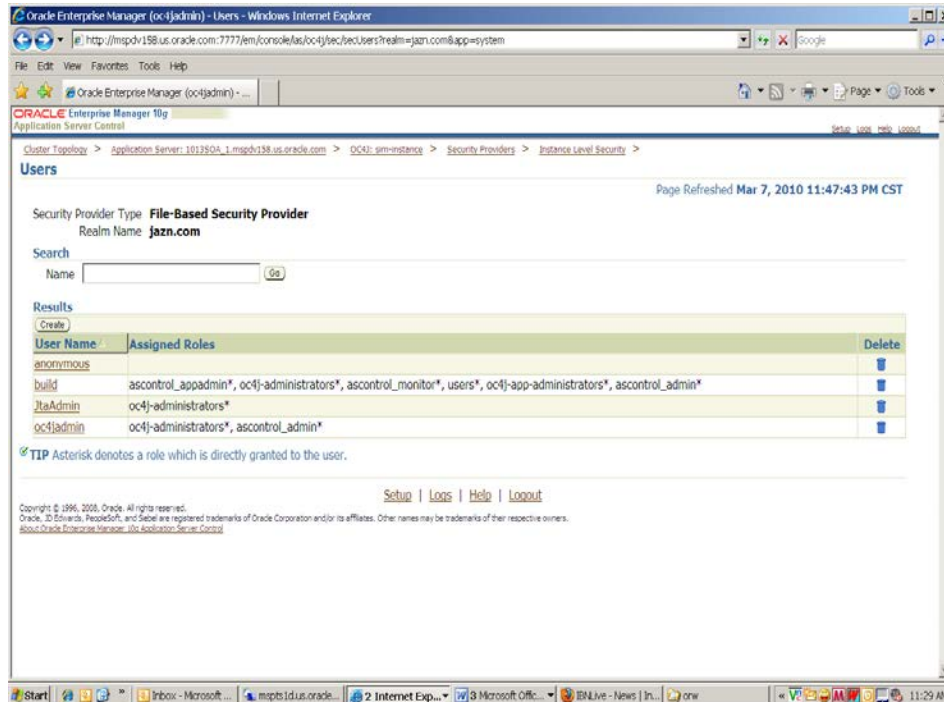 Oracle Enterprise Manager (oc4jadmin) - Users - Windows Internet Explorer
http://mspdv158.us.oracle.com:7777/em/console/as/oc4j/sec/secUsers?realm=jazn.com&app=system
Google
File Edit View Favorites Tools Help
Oracle Enterprise Manager (oc4jadmin) - ...
Page Tools
ORACLE Enterprise Manager 10g
Application Server Control
Setup Logs Help Logout
Cluster Topology > Application Server: 1013SOA_1.mspdv158.us.oracle.com > OC4J: sim-instance > Security Providers > Instance Level Security >
Users
Page Refreshed Mar 7, 2010 11:47:43 PM CST
Security Provider Type File-Based Security Provider
Realm Name jazn.com
Search
Name Go
Results
Create
User Name Assigned Roles Delete
anonymous
build ascontrol_appadmin*, oc4j-administrators*, ascontrol_monitor*, users*, oc4j-app-administrators*, ascontrol_admin*
JtaAdmin oc4j-administrators*
oc4jadmin oc4j-administrators*, ascontrol_admin*
TIP Asterisk denotes a role which is directly granted to the user.
Setup | Logs | Help | Logout
Copyright © 1996, 2008, Oracle. All rights reserved.
Oracle, JD Edwards, PeopleSoft, and Siebel are registered trademarks of Oracle Corporation and/or its affiliates. Other names may be trademarks of their respective owners.
About Oracle Enterprise Manager 10g Application Server Control
Start Inbox - Microsoft ... mspts1d.us.oracle... 2 Internet Exp... 3 Microsoft Offic... IBNLive - News | In... orw 11:29 AM